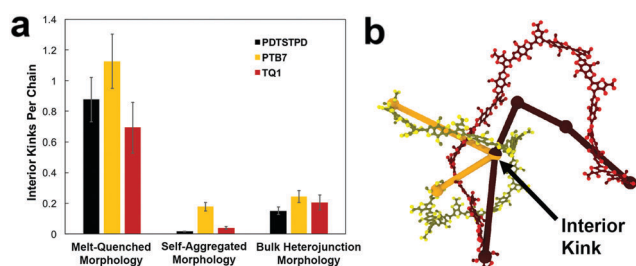 a
Interior Kinks Per Chain
1.4
1.2
1
0.8
0.6
0.4
0.2
0
PDTSTPD
PTB7
TQ1
Melt-Quenched
Morphology
Self-Aggregated
Morphology
Bulk Heterojunction
Morphology
b
Interior
Kink